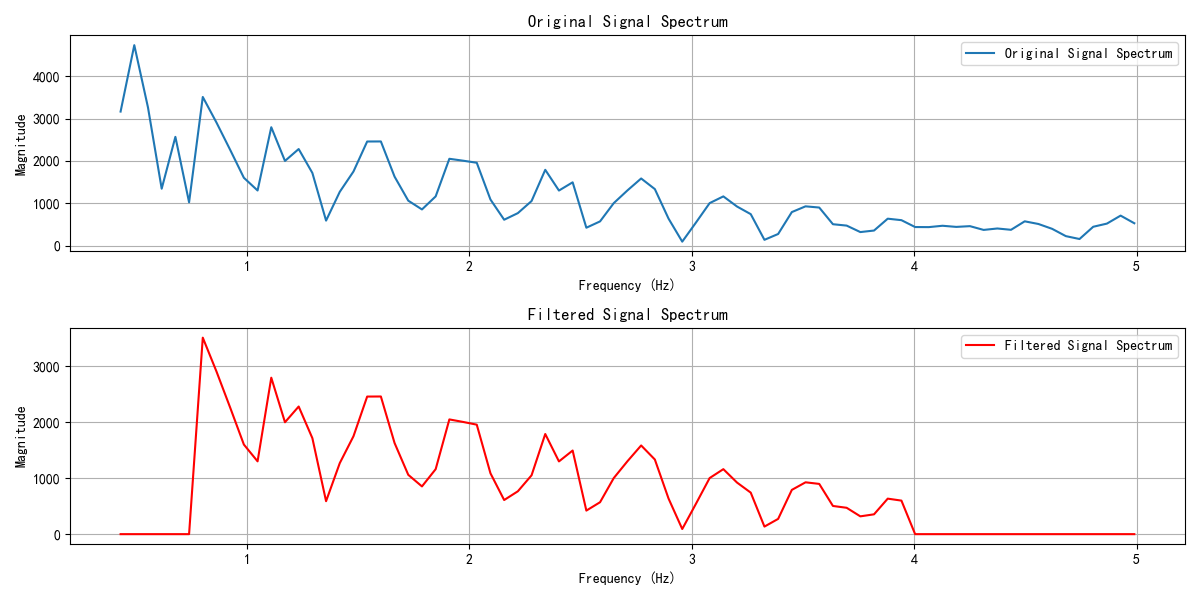 Original Signal Spectrum
Original Signal Spectrum
Magnitude
4000
3000
2000
1000
0
1 2 3 4 5
Frequency (Hz)
Filtered Signal Spectrum
Filtered Signal Spectrum
Magnitude
3000
2000
1000
0
1 2 3 4 5
Frequency (Hz)